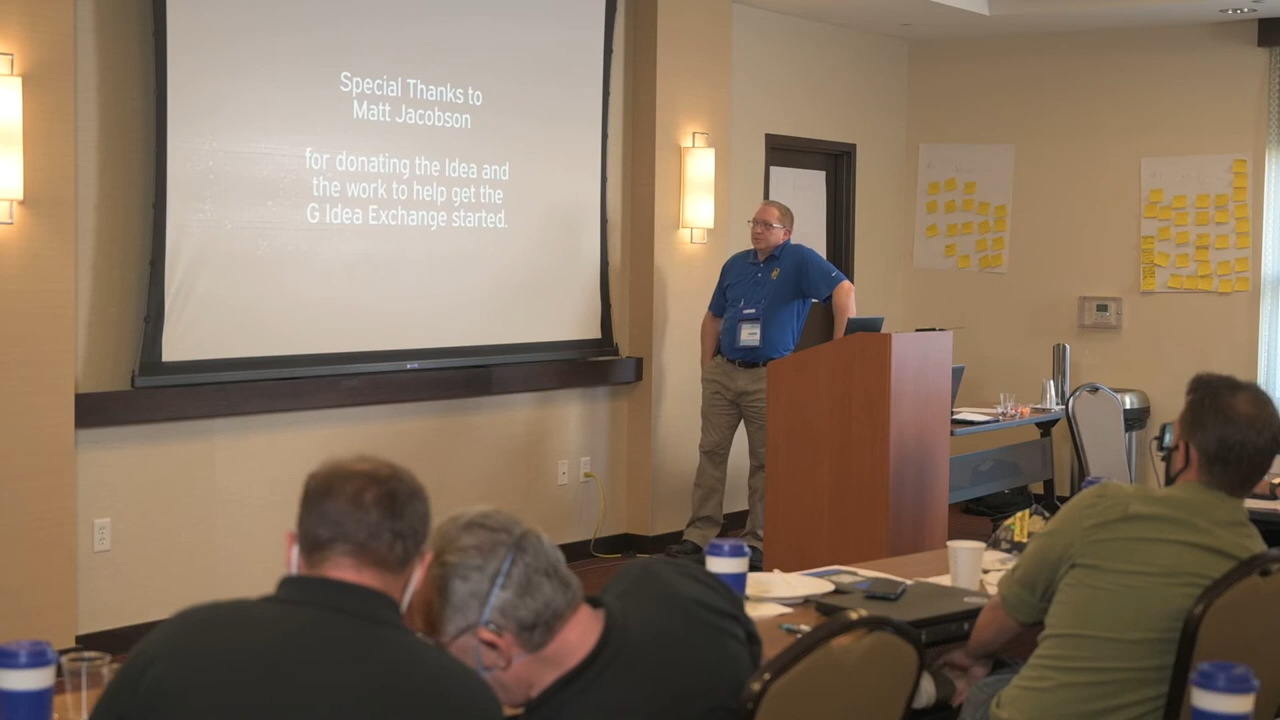 Special Thanks to
Matt Jacobson
for donating the Idea and
the work to help get the
G Idea Exchange started.